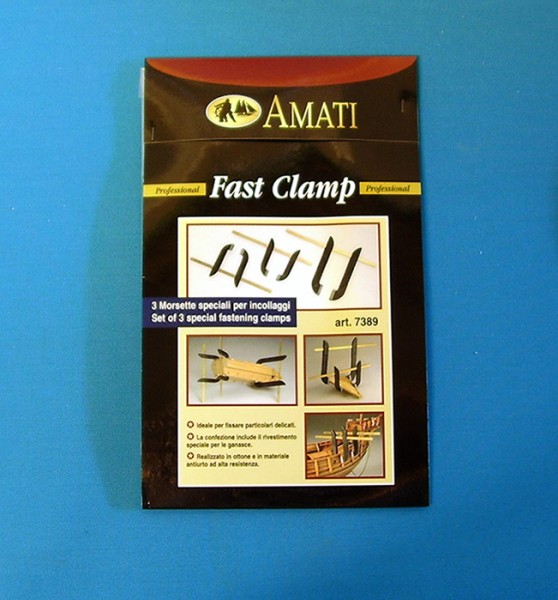 AMATI
Professional Fast Clamp Professional
3 Morsette speciali per incollaggi
Set of 3 special fastening clamps
art. 7389
Ideale per fissare particolari delicati.
La confezione include il rivestimento
speciale per le ganasce.
Realizzato in ottone e in materiale
antiurto ad alta resistenza.